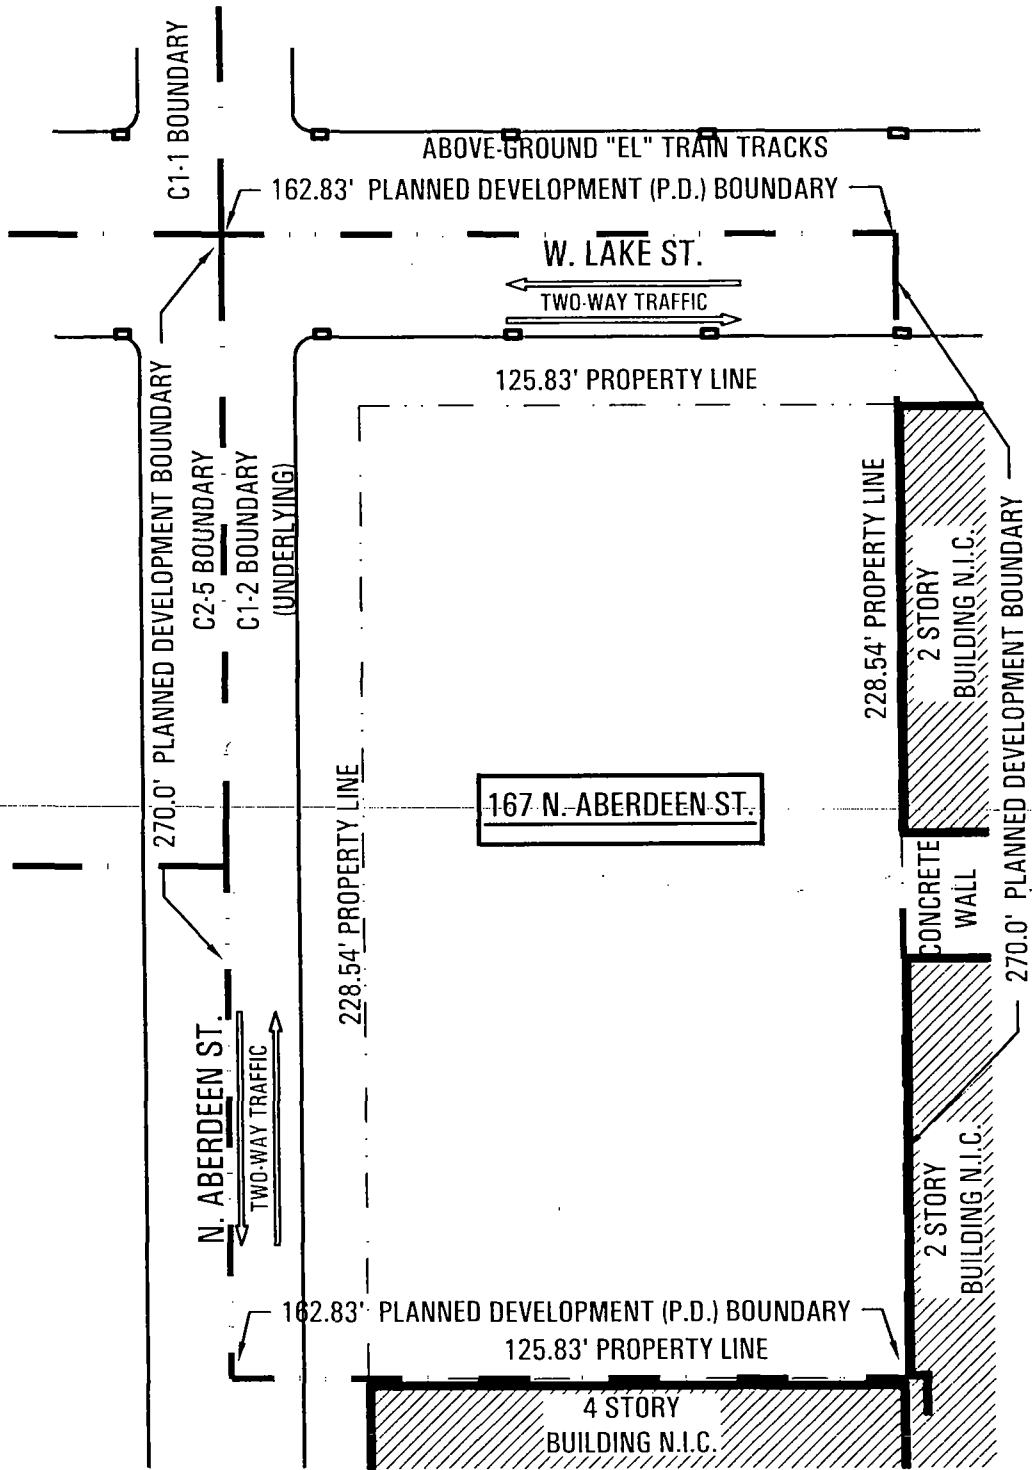 C1-1 BOUNDARY
ABOVE-GROUND "EL" TRAIN TRACKS
162.83' PLANNED DEVELOPMENT (P.D.) BOUNDARY
W. LAKE ST.
TWO-WAY TRAFFIC
125.83' PROPERTY LINE
270.0' PLANNED DEVELOPMENT BOUNDARY
C2-5 BOUNDARY
C1-2 BOUNDARY
(UNDERLYING)
228.54' PROPERTY LINE
2 STORY
BUILDING N.I.C.
270.0' PLANNED DEVELOPMENT BOUNDARY
167 N. ABERDEEN ST.
228.54' PROPERTY LINE
CONCRETE
WALL
N. ABERDEEN ST.
TWO-WAY TRAFFIC
2 STORY
BUILDING N.I.C.
162.83' PLANNED DEVELOPMENT (P.D.) BOUNDARY
125.83' PROPERTY LINE
4 STORY
BUILDING N.I.C.